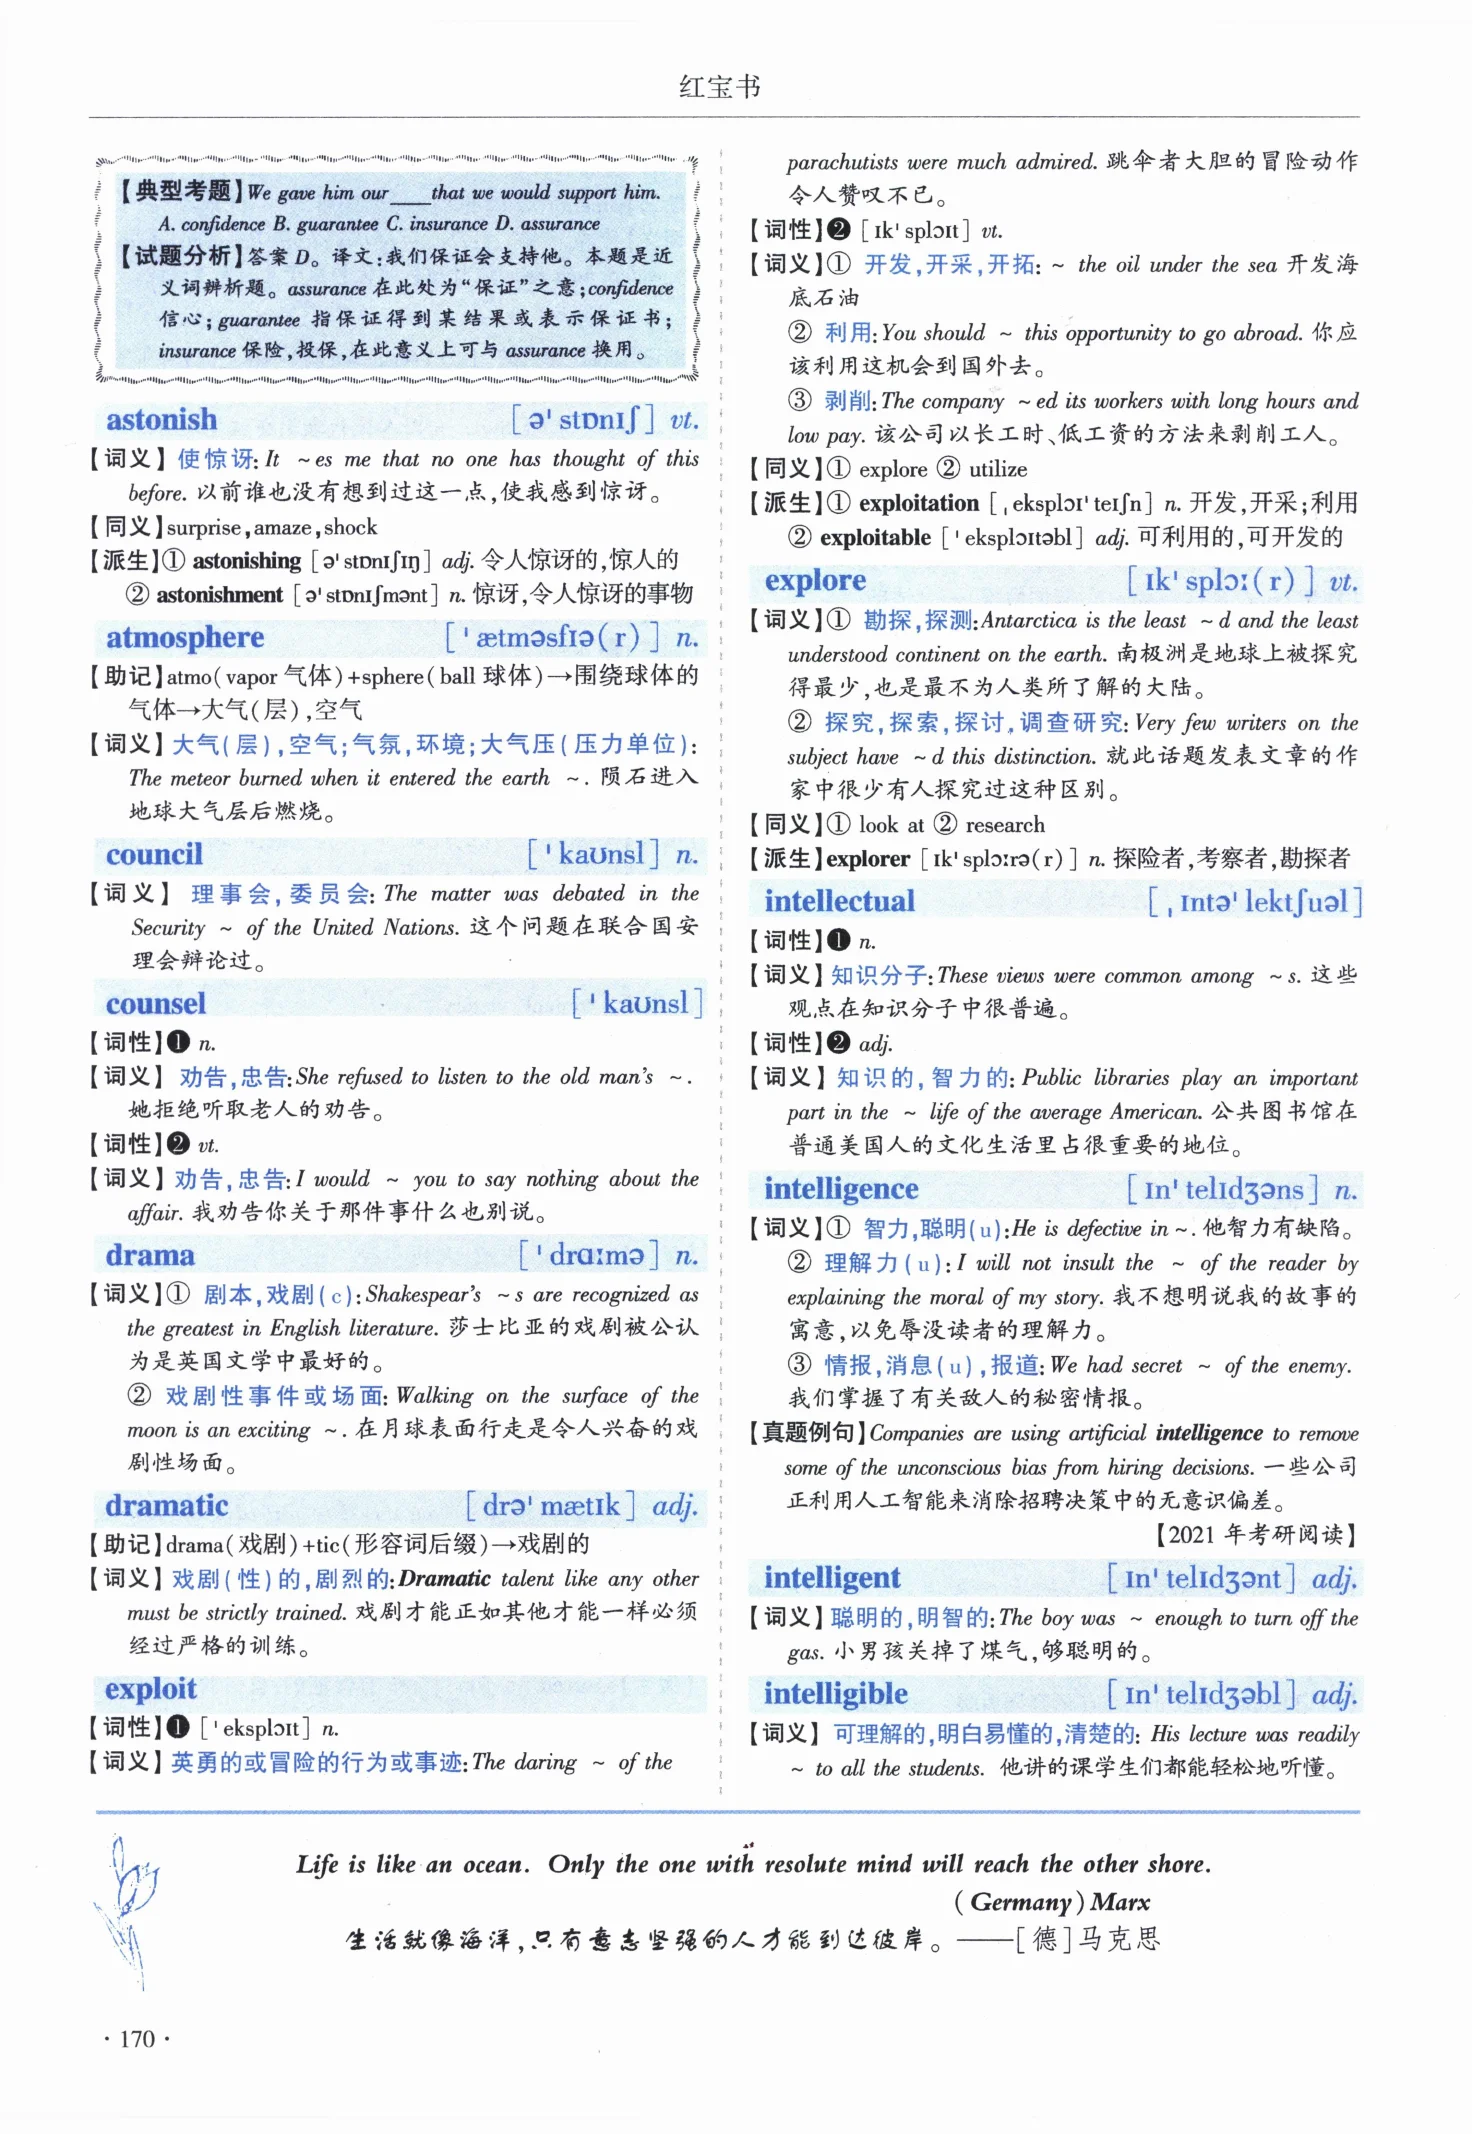 红宝书
【典型考题】We gave him our____that we would support him.
A. confidence B. guarantee C. insurance D. assurance
【试题分析】答案 D。译文:我们保证会支持他。本题是近
义词辨析题。assurance 在此处为“保证”之意;confidence
信心; guarantee 指保证得到某结果或表示保证书;
insurance 保险,投保,在此意义上可与 assurance 换用。
astonish [ə'stɒnɪʃ] vt.
【词义】使惊讶: It ~es me that no one has thought of this
before. 以前谁也没有想到过这一点,使我感到惊讶。
【同义】surprise,amaze,shock
【派生】① astonishing [ə'stɒnɪʃɪŋ] adj. 令人惊讶的,惊人的
② astonishment [ə'stɒnɪʃmənt] n. 惊讶,令人惊讶的事物
atmosphere ['ætməsfɪə(r)] n.
【助记】atmo(vapor 气体)+sphere(ball 球体)→围绕球体的
气体→大气(层),空气
【词义】大气(层),空气;气氛,环境;大气压(压力单位):
The meteor burned when it entered the earth ~. 陨石进入
地球大气层后燃烧。
council ['kaʊnsl] n.
【词义】理事会,委员会: The matter was debated in the
Security ~ of the United Nations. 这个问题在联合国安
理会辩论过。
counsel ['kaʊnsl]
【词性】❶ n.
【词义】劝告,忠告:She refused to listen to the old man's ~.
她拒绝听取老人的劝告。
【词性】❷ vt.
【词义】劝告,忠告:I would ~ you to say nothing about the
affair. 我劝告你关于那件事什么也别说。
drama ['drɑːmə] n.
【词义】① 剧本,戏剧(c):Shakespear's ~s are recognized as
the greatest in English literature. 莎士比亚的戏剧被公认
为是英国文学中最好的。
② 戏剧性事件或场面: Walking on the surface of the
moon is an exciting ~. 在月球表面行走是令人兴奋的戏
剧性场面。
dramatic [drə'mætɪk] adj.
【助记】drama(戏剧)+tic(形容词后缀)→戏剧的
【词义】戏剧(性)的,剧烈的:Dramatic talent like any other
must be strictly trained. 戏剧才能正如其他才能一样必须
经过严格的训练。
exploit
【词性】❶ ['eksplɔɪt] n.
【词义】英勇的或冒险的行为或事迹:The daring ~ of the
parachutists were much admired. 跳伞者大胆的冒险动作
令人赞叹不已。
【词性】❷ [ɪk'splɔɪt] vt.
【词义】① 开发,开采,开拓: ~ the oil under the sea 开发海
底石油
② 利用:You should ~ this opportunity to go abroad. 你应
该利用这机会到国外去。
③ 剥削:The company ~ed its workers with long hours and
low pay. 该公司以长工时、低工资的方法来剥削工人。
【同义】① explore ② utilize
【派生】① exploitation [ˌeksplɔɪ'teɪʃn] n. 开发,开采;利用
② exploitable ['eksplɔɪtəbl] adj. 可利用的,可开发的
explore [ɪk'splɔː(r)] vt.
【词义】① 勘探,探测:Antarctica is the least ~d and the least
understood continent on the earth. 南极洲是地球上被探究
得最少,也是最不为人类所了解的大陆。
② 探究,探索,探讨,调查研究: Very few writers on the
subject have ~d this distinction. 就此话题发表文章的作
家中很少有人探究过这种区别。
【同义】① look at ② research
【派生】explorer [ɪk'splɔːrə(r)] n. 探险者,考察者,勘探者
intellectual [ˌɪntə'lektʃuəl]
【词性】❶ n.
【词义】知识分子:These views were common among ~s. 这些
观点在知识分子中很普遍。
【词性】❷ adj.
【词义】知识的,智力的: Public libraries play an important
part in the ~ life of the average American. 公共图书馆在
普通美国人的文化生活里占很重要的地位。
intelligence [ɪn'telɪdʒəns] n.
【词义】① 智力,聪明(u):He is defective in ~. 他智力有缺陷。
② 理解力(u):I will not insult the ~ of the reader by
explaining the moral of my story. 我不想明说我的故事的
寓意,以免辱没读者的理解力。
③ 情报,消息(u),报道: We had secret ~ of the enemy.
我们掌握了有关敌人的秘密情报。
【真题例句】Companies are using artificial intelligence to remove
some of the unconscious bias from hiring decisions. 一些公司
正利用人工智能来消除招聘决策中的无意识偏差。
【2021 年考研阅读】
intelligent [ɪn'telɪdʒənt] adj.
【词义】聪明的,明智的:The boy was ~ enough to turn off the
gas. 小男孩关掉了煤气,够聪明的。
intelligible [ɪn'telɪdʒəbl] adj.
【词义】可理解的,明白易懂的,清楚的: His lecture was readily
~ to all the students. 他讲的课学生们都能轻松地听懂。
Life is like an ocean. Only the one with resolute mind will reach the other shore.
(Germany) Marx
生活就像海洋,只有意志坚强的人才能到达彼岸。——[德]马克思
· 170 ·